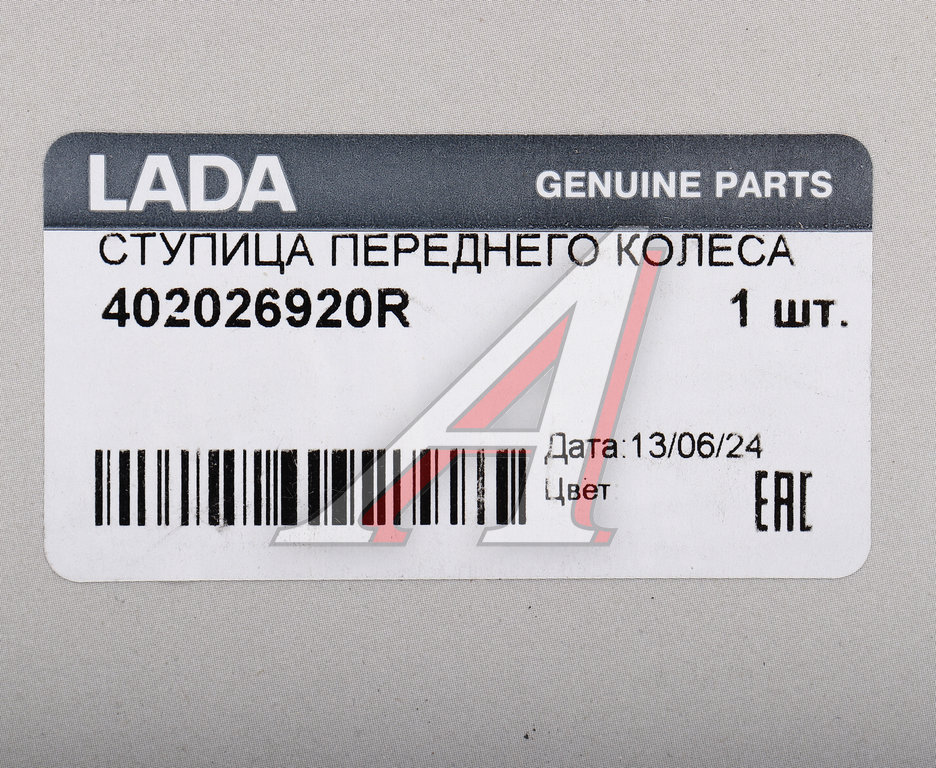 LADA GENUINE PARTS
СТУПИЦА ПЕРЕДНЕГО КОЛЕСА
402026920R 1 шт.
Дата:13/06/24
Цвет
EAC